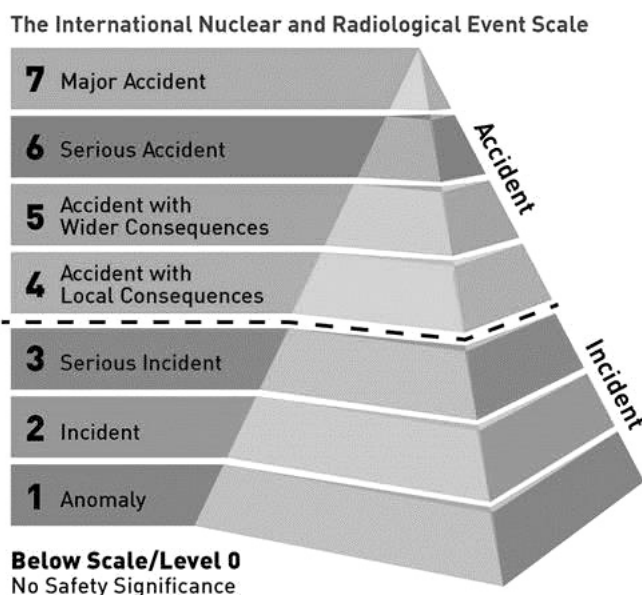 The International Nuclear and Radiological Event Scale
7 Major Accident
6 Serious Accident
5 Accident with
Wider Consequences
4 Accident with
Local Consequences
3 Serious Incident
2 Incident
1 Anomaly
Accident
Incident
Below Scale/Level 0
No Safety Significance